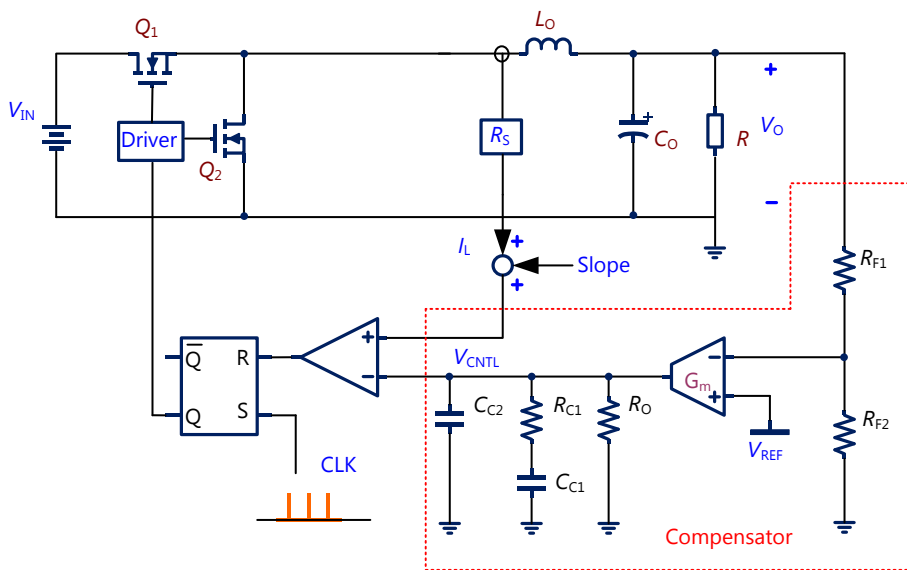 Q1
LO
VIN
Driver
Q2
RS
CO
R
+
VO
−
IL
+
+
Slope
RF1
Q̅
R
Q
S
+
−
VCNTL
Gm
−
+
CC2
RC1
RO
CC1
VREF
RF2
CLK
Compensator